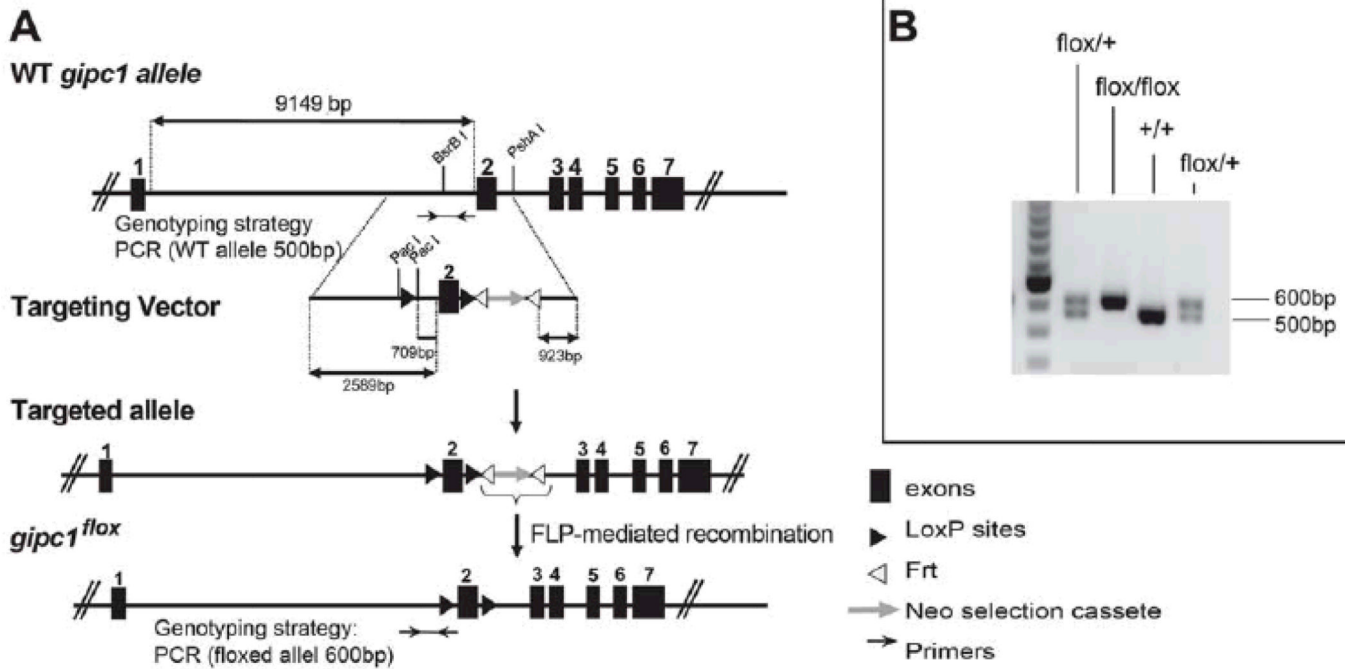 A
WT gipc1 allele
9149 bp
BsrB I
PshA I
1
2
3 4
5
6
7
Genotyping strategy
PCR (WT allele 500bp)
Pac I
Pac I
2
Targeting Vector
709bp
923bp
2589bp
Targeted allele
1
2
3 4
5
6
7
gipc1flox
FLP-mediated recombination
1
2
3 4
5
6
7
Genotyping strategy:
PCR (floxed allel 600bp)
B
flox/+
flox/flox
+/+
flox/+
600bp
500bp
exons
LoxP sites
Frt
Neo selection cassete
Primers